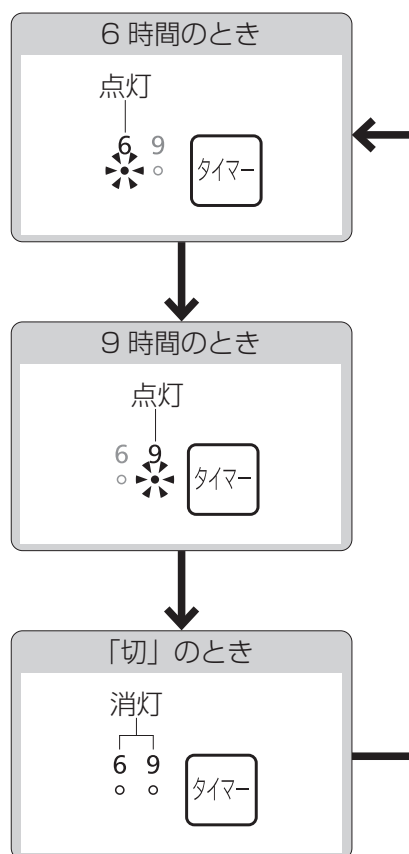 6 時間のとき
点灯
6 9
タイマー
9 時間のとき
点灯
6 9
タイマー
「切」のとき
消灯
6 9
タイマー